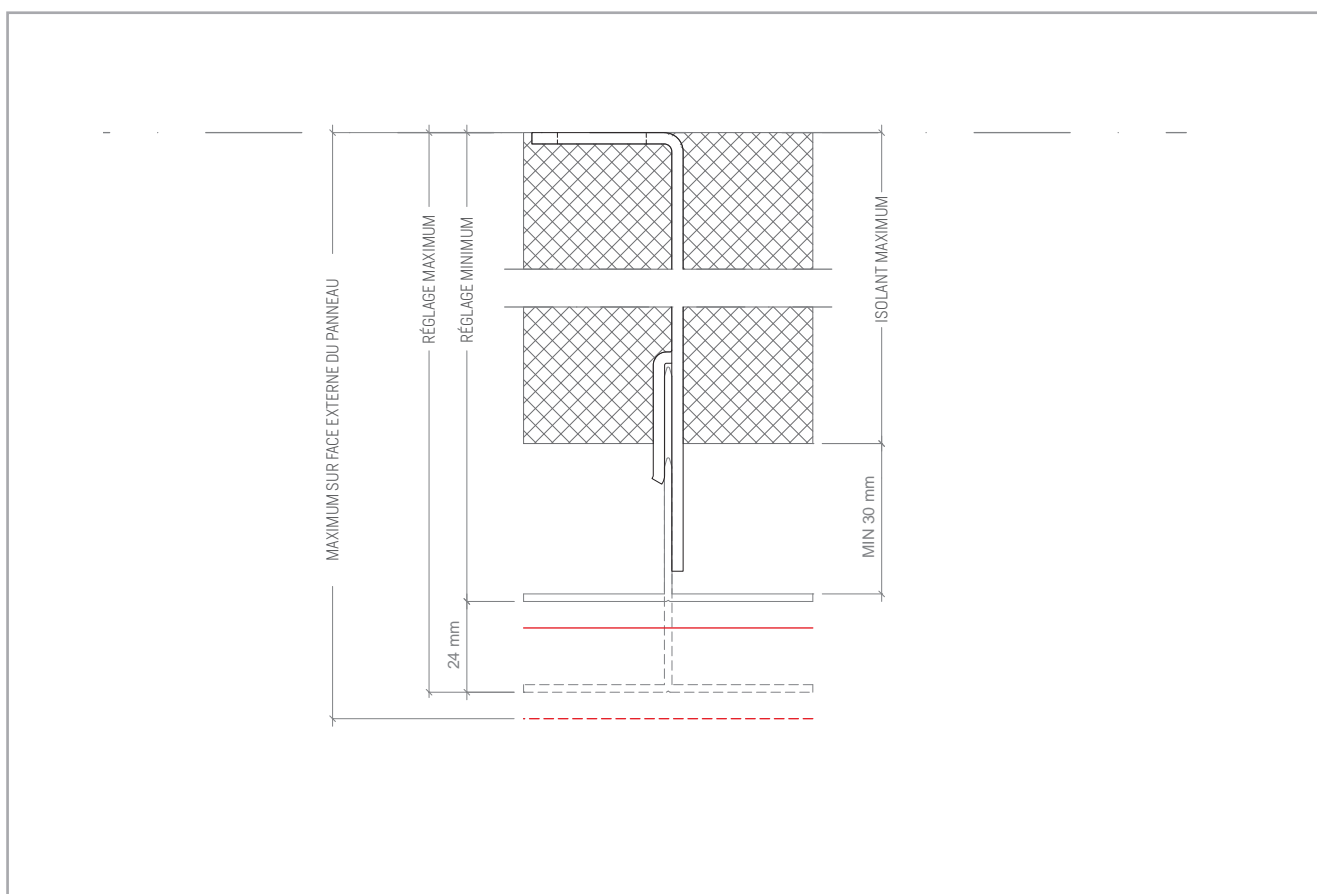 MAXIMUM SUR FACE EXTERNE DU PANNEAU
RÉGLAGE MAXIMUM
RÉGLAGE MINIMUM
24 mm
ISOLANT MAXIMUM
MIN 30 mm